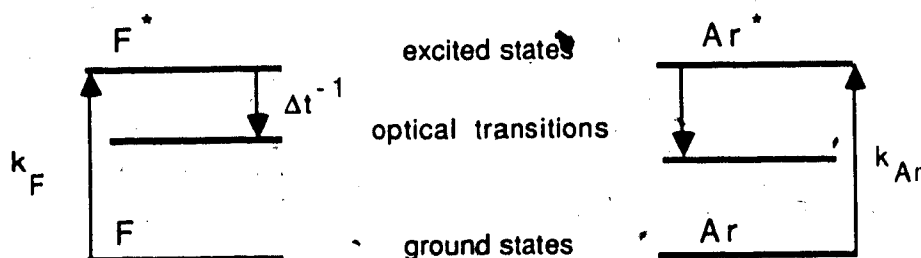 F* excited states Ar*
Δt⁻¹
optical transitions
k_F k_Ar
F ground states Ar